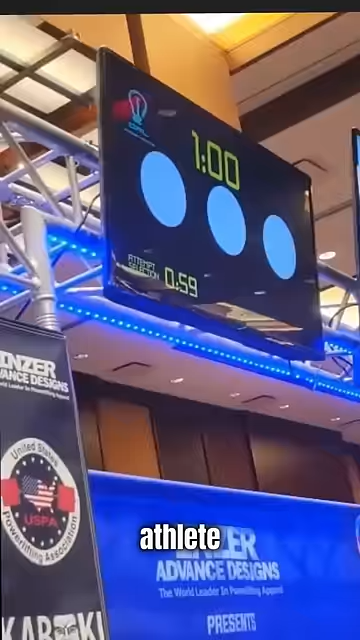 1:00
ATTEMPT
SELECTION 0:59
INZER
ADVANCE DESIGNS
World Leader In Powerlifting Apparel
United States
USPA
Powerlifting Association
KABUKI
athlete
INZER
ADVANCE DESIGNS
The World Leader In Powerlifting Apparel
PRESENTS